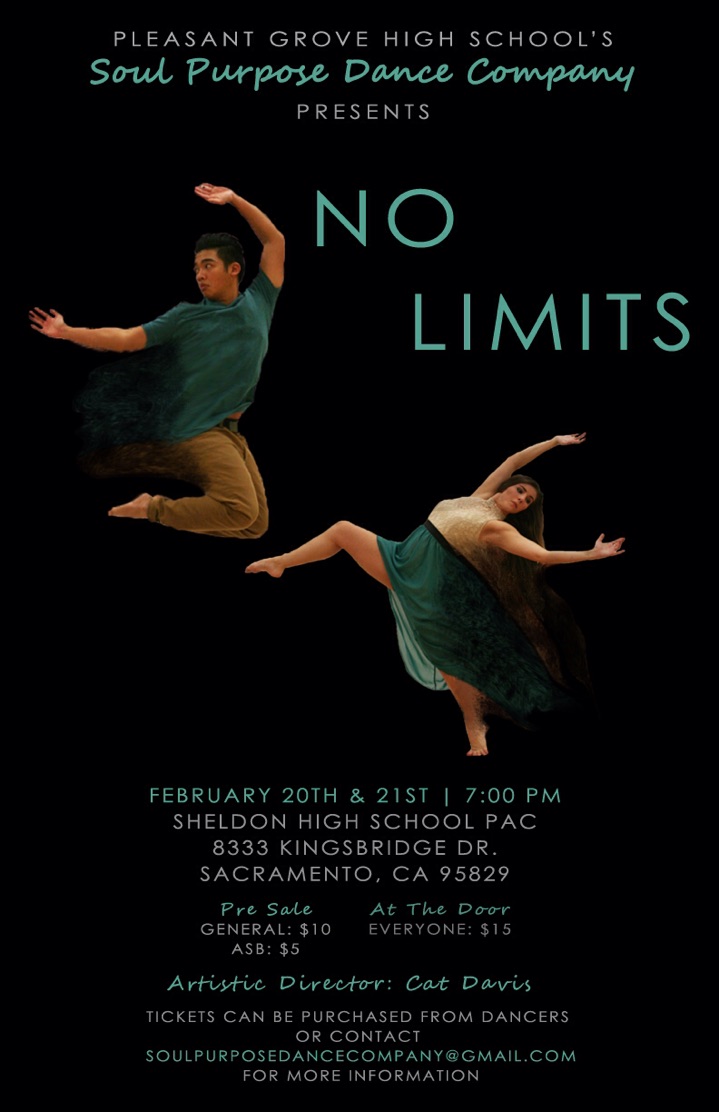 PLEASANT GROVE HIGH SCHOOL'S
Soul Purpose Dance Company
PRESENTS
NO
LIMITS
FEBRUARY 20TH & 21ST | 7:00 PM
SHELDON HIGH SCHOOL PAC
8333 KINGSBRIDGE DR.
SACRAMENTO, CA 95829
Pre Sale At The Door
GENERAL: $10 EVERYONE: $15
ASB: $5
Artistic Director: Cat Davis
TICKETS CAN BE PURCHASED FROM DANCERS
OR CONTACT
SOULPURPOSEDANCECOMPANY@GMAIL.COM
FOR MORE INFORMATION